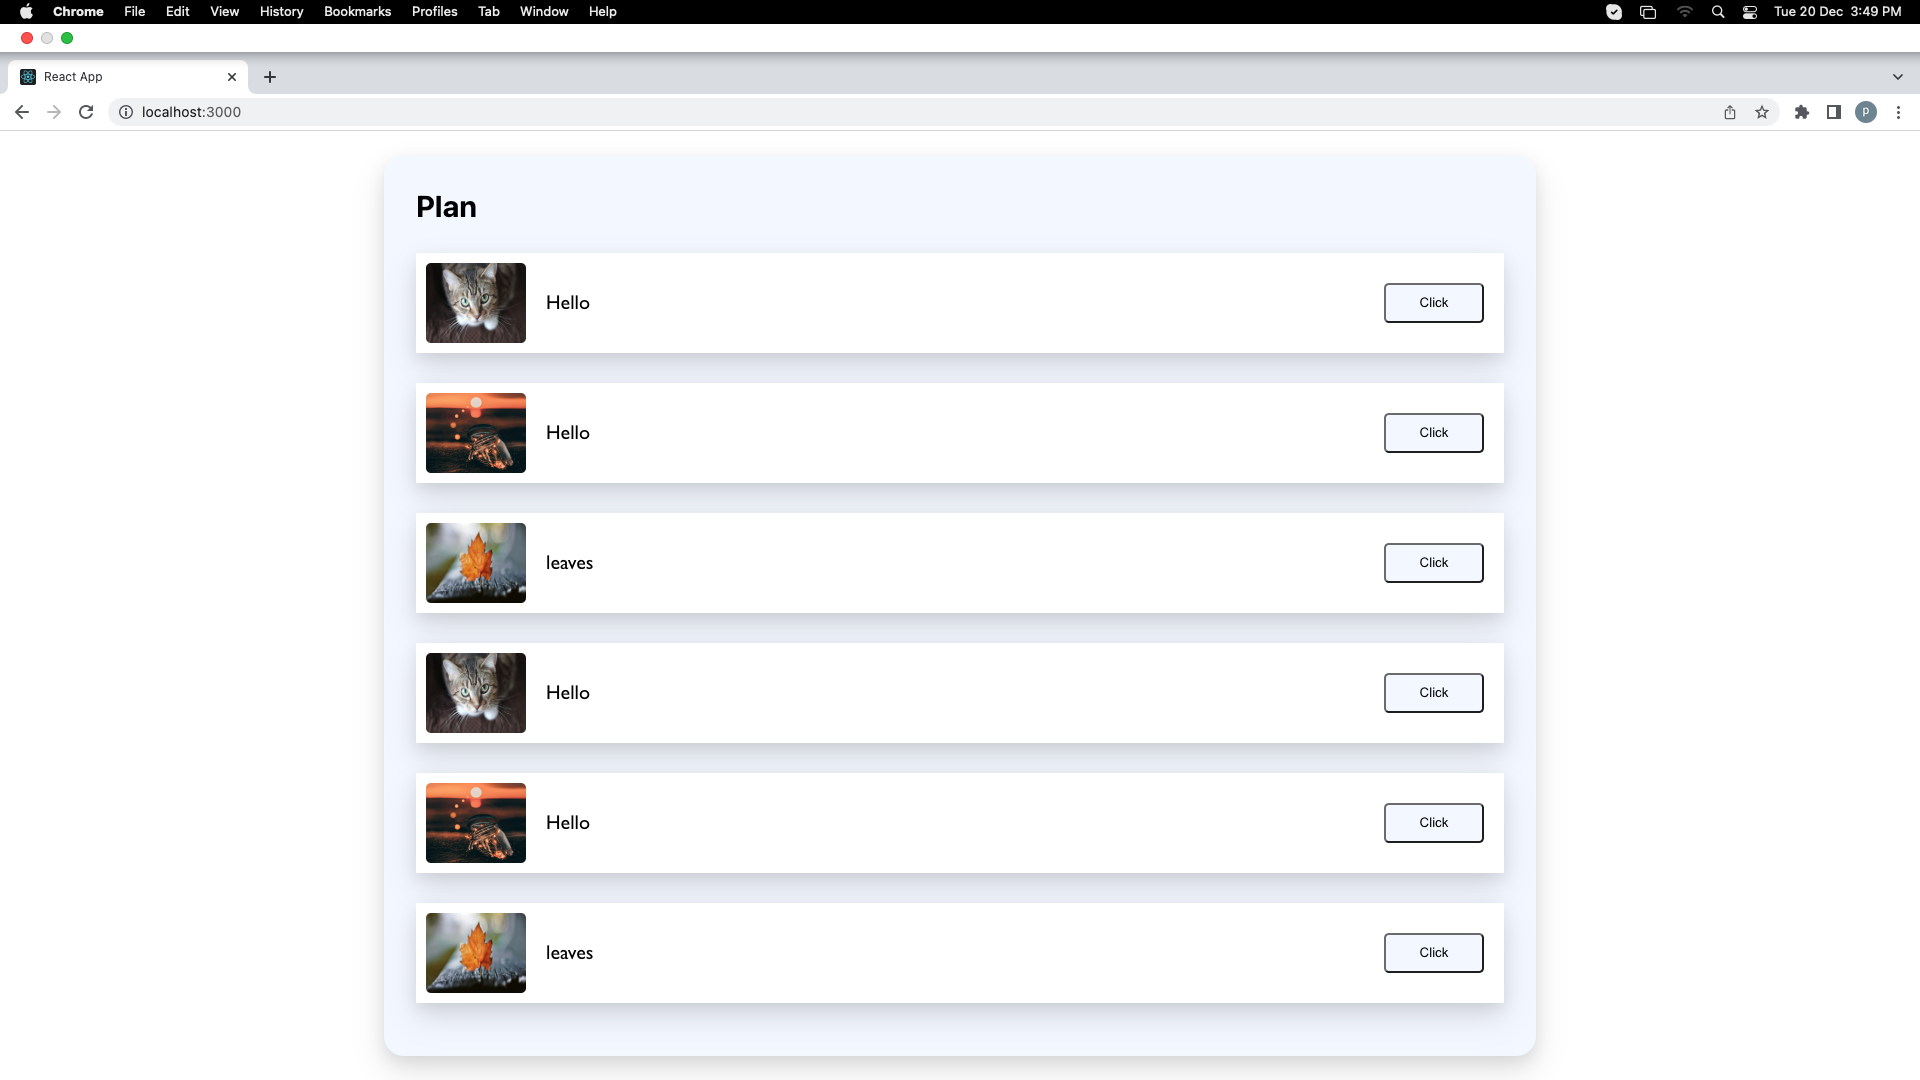 Chrome File Edit View History Bookmarks Profiles Tab Window Help Tue 20 Dec 3:49 PM
React App
localhost:3000 p
Plan
Hello Click
Hello Click
leaves Click
Hello Click
Hello Click
leaves Click